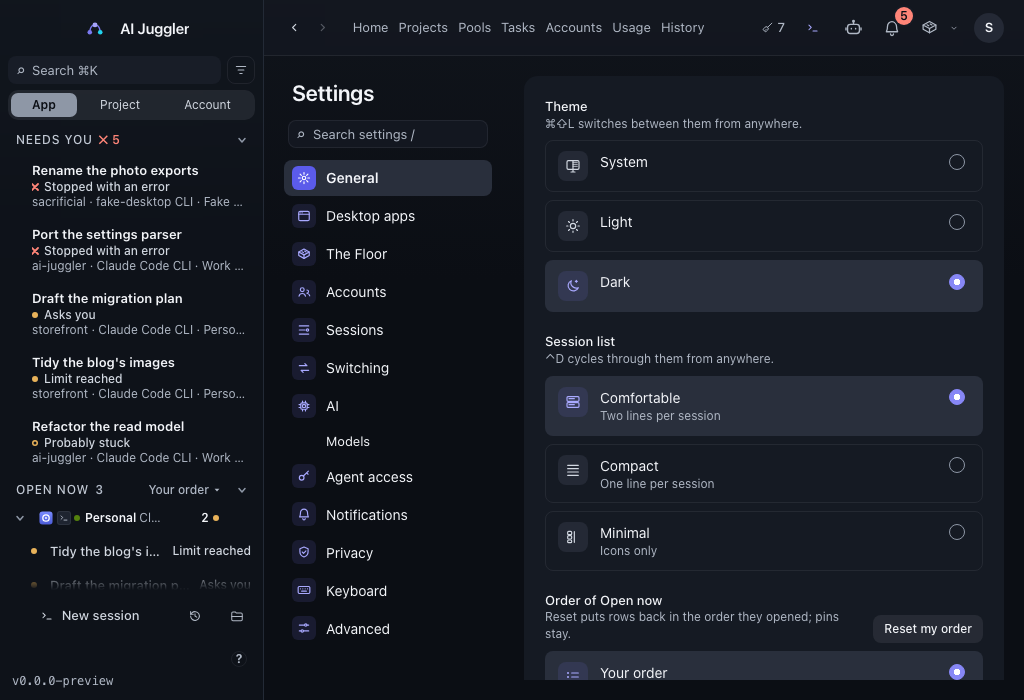 AI Juggler
Search ⌘K
App Project Account
NEEDS YOU 5
Rename the photo exports
Stopped with an error
sacrificial · fake-desktop CLI · Fake ...
Port the settings parser
Stopped with an error
ai-juggler · Claude Code CLI · Work ...
Draft the migration plan
Asks you
storefront · Claude Code CLI · Perso...
Tidy the blog's images
Limit reached
storefront · Claude Code CLI · Perso...
Refactor the read model
Probably stuck
ai-juggler · Claude Code CLI · Work ...
OPEN NOW 3 Your order
Personal Cl... 2
Tidy the blog's i... Limit reached
Draft the migration p... Asks you
New session
?
v0.0.0-preview
Home Projects Pools Tasks Accounts Usage History
7
5
S
Settings
Search settings /
General
Desktop apps
The Floor
Accounts
Sessions
Switching
AI
Models
Agent access
Notifications
Privacy
Keyboard
Advanced
Theme
⌘⇧L switches between them from anywhere.
System
Light
Dark
Session list
^D cycles through them from anywhere.
Comfortable
Two lines per session
Compact
One line per session
Minimal
Icons only
Order of Open now
Reset puts rows back in the order they opened; pins
stay.
Reset my order
Your order